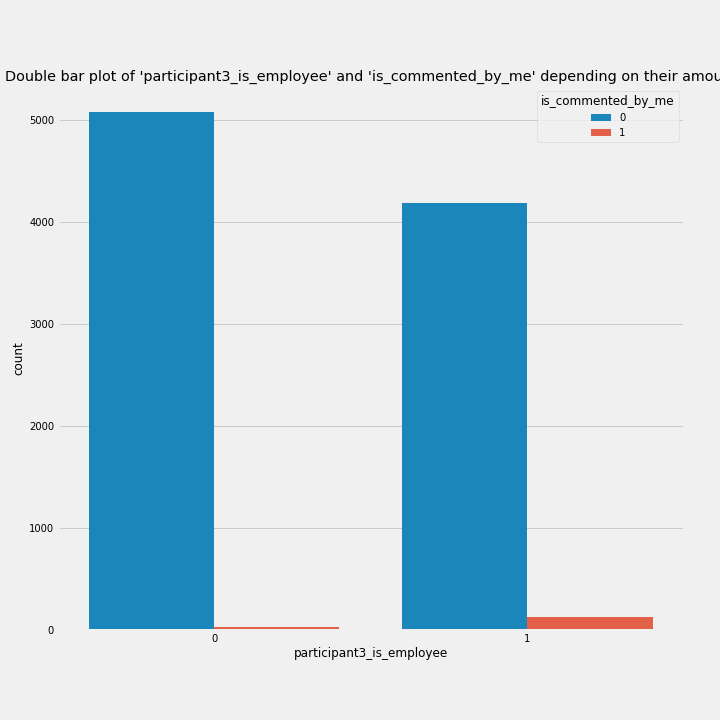 Double bar plot of 'participant3_is_employee' and 'is_commented_by_me' depending on their
is_commented_by_me
0
1
5000
4000
3000
2000
1000
0
count
0
1
participant3_is_employee